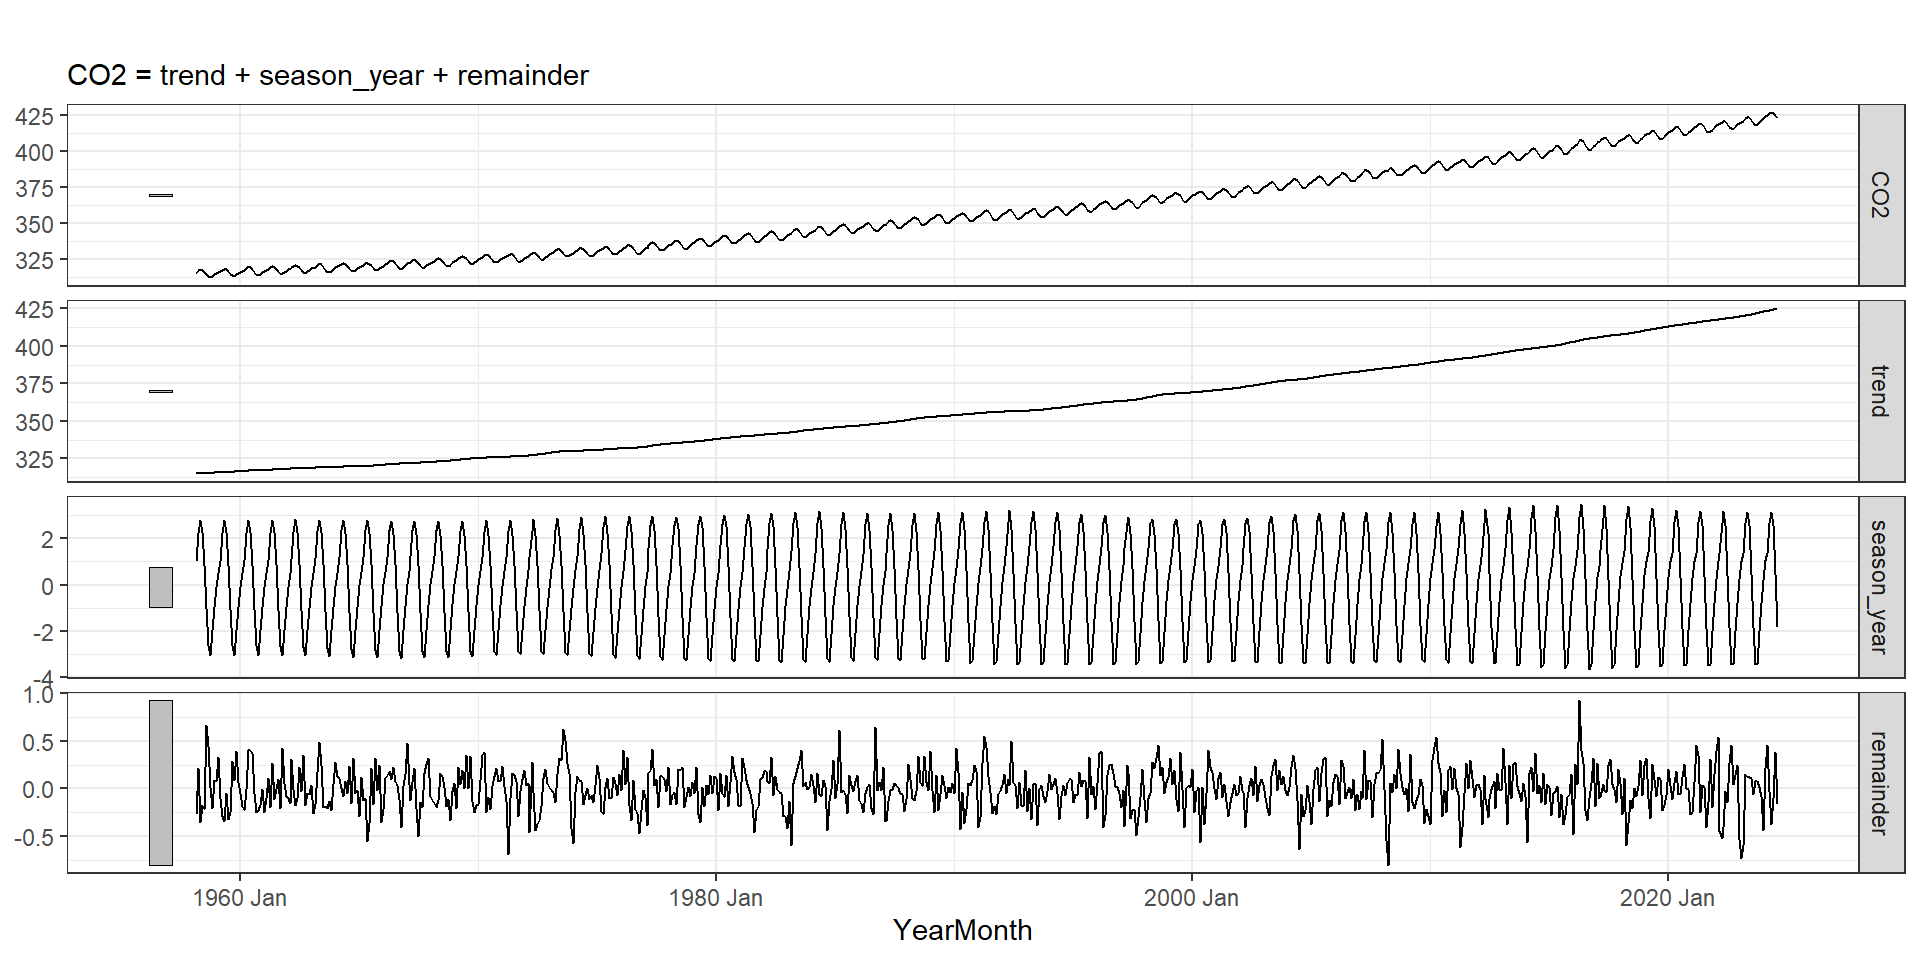 CO2 = trend + season_year + remainder
425
400
375
350
325
CO2
425
400
375
350
325
trend
2
0
-2
-4
season_year
1.0
0.5
0.0
-0.5
remainder
1960 Jan 1980 Jan 2000 Jan 2020 Jan
YearMonth